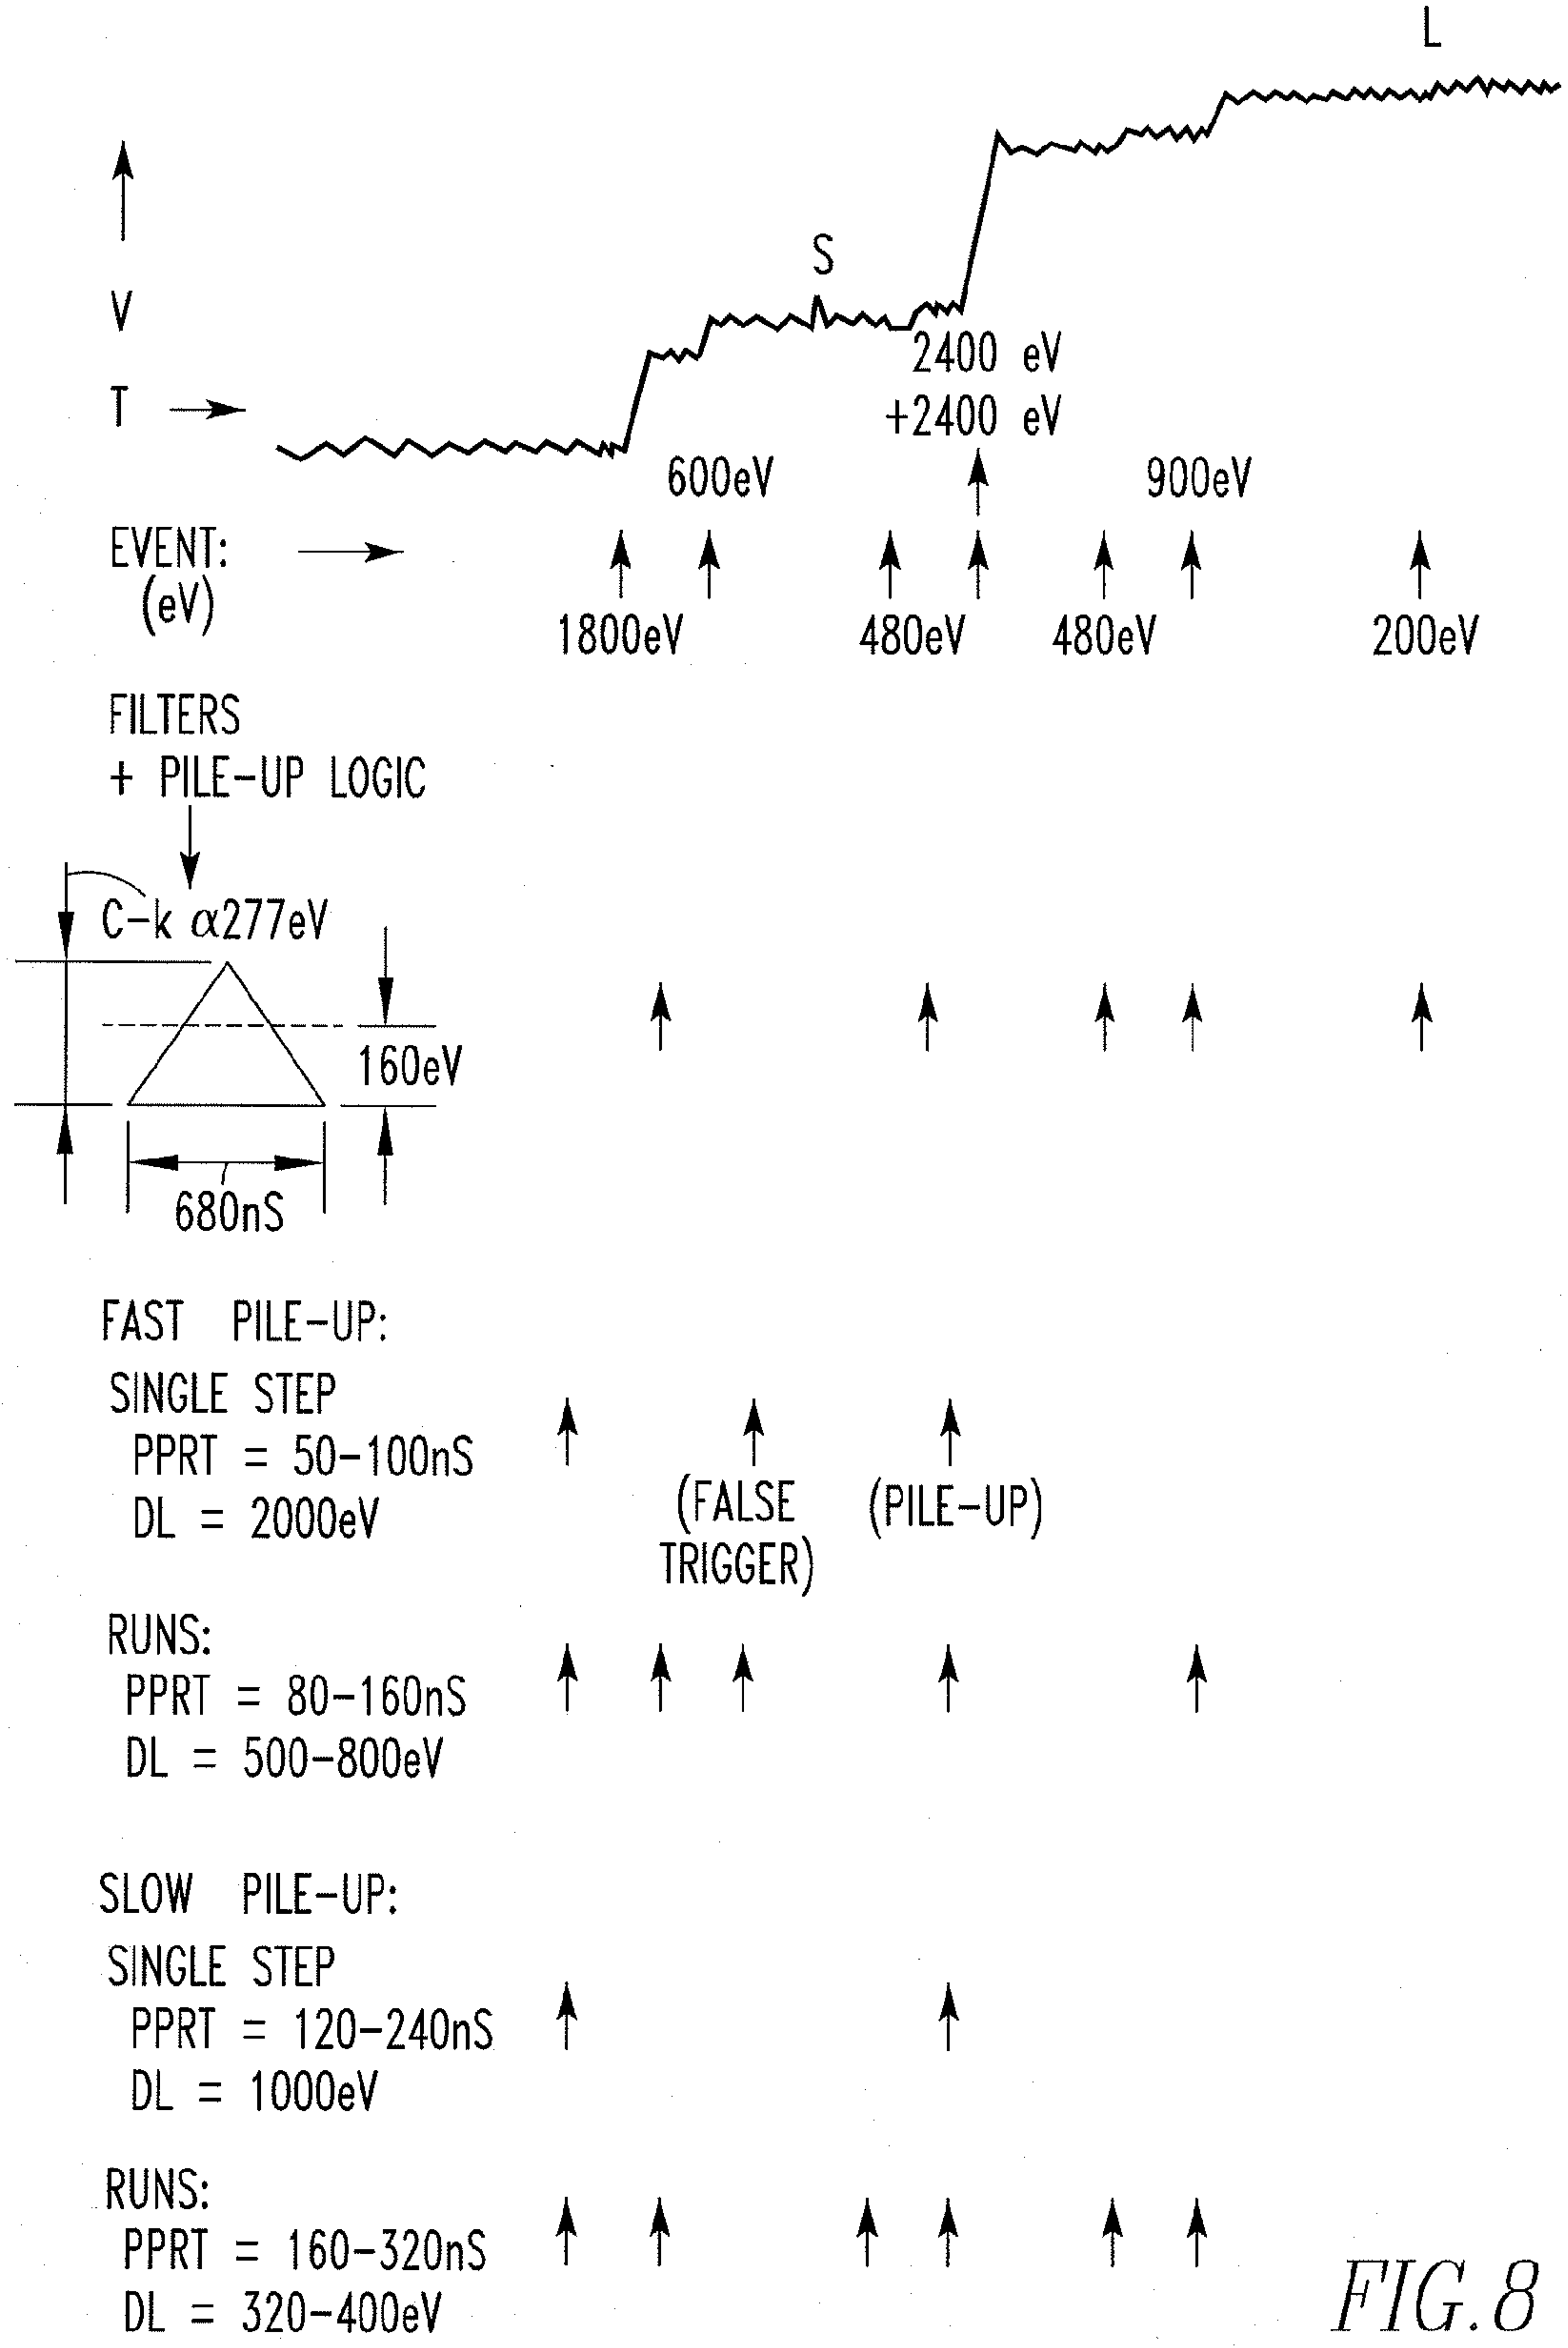 L
S
V
2400 eV
T
+2400 eV
600eV
900eV
EVENT:
(eV)
1800eV
480eV
480eV
200eV
FILTERS
+ PILE-UP LOGIC
C-k α277eV
160eV
680nS
FAST PILE-UP:
SINGLE STEP
PPRT = 50-100nS
DL = 2000eV
(FALSE
TRIGGER)
(PILE-UP)
RUNS:
PPRT = 80-160nS
DL = 500-800eV
SLOW PILE-UP:
SINGLE STEP
PPRT = 120-240nS
DL = 1000eV
RUNS:
PPRT = 160-320nS
DL = 320-400eV
FIG.8